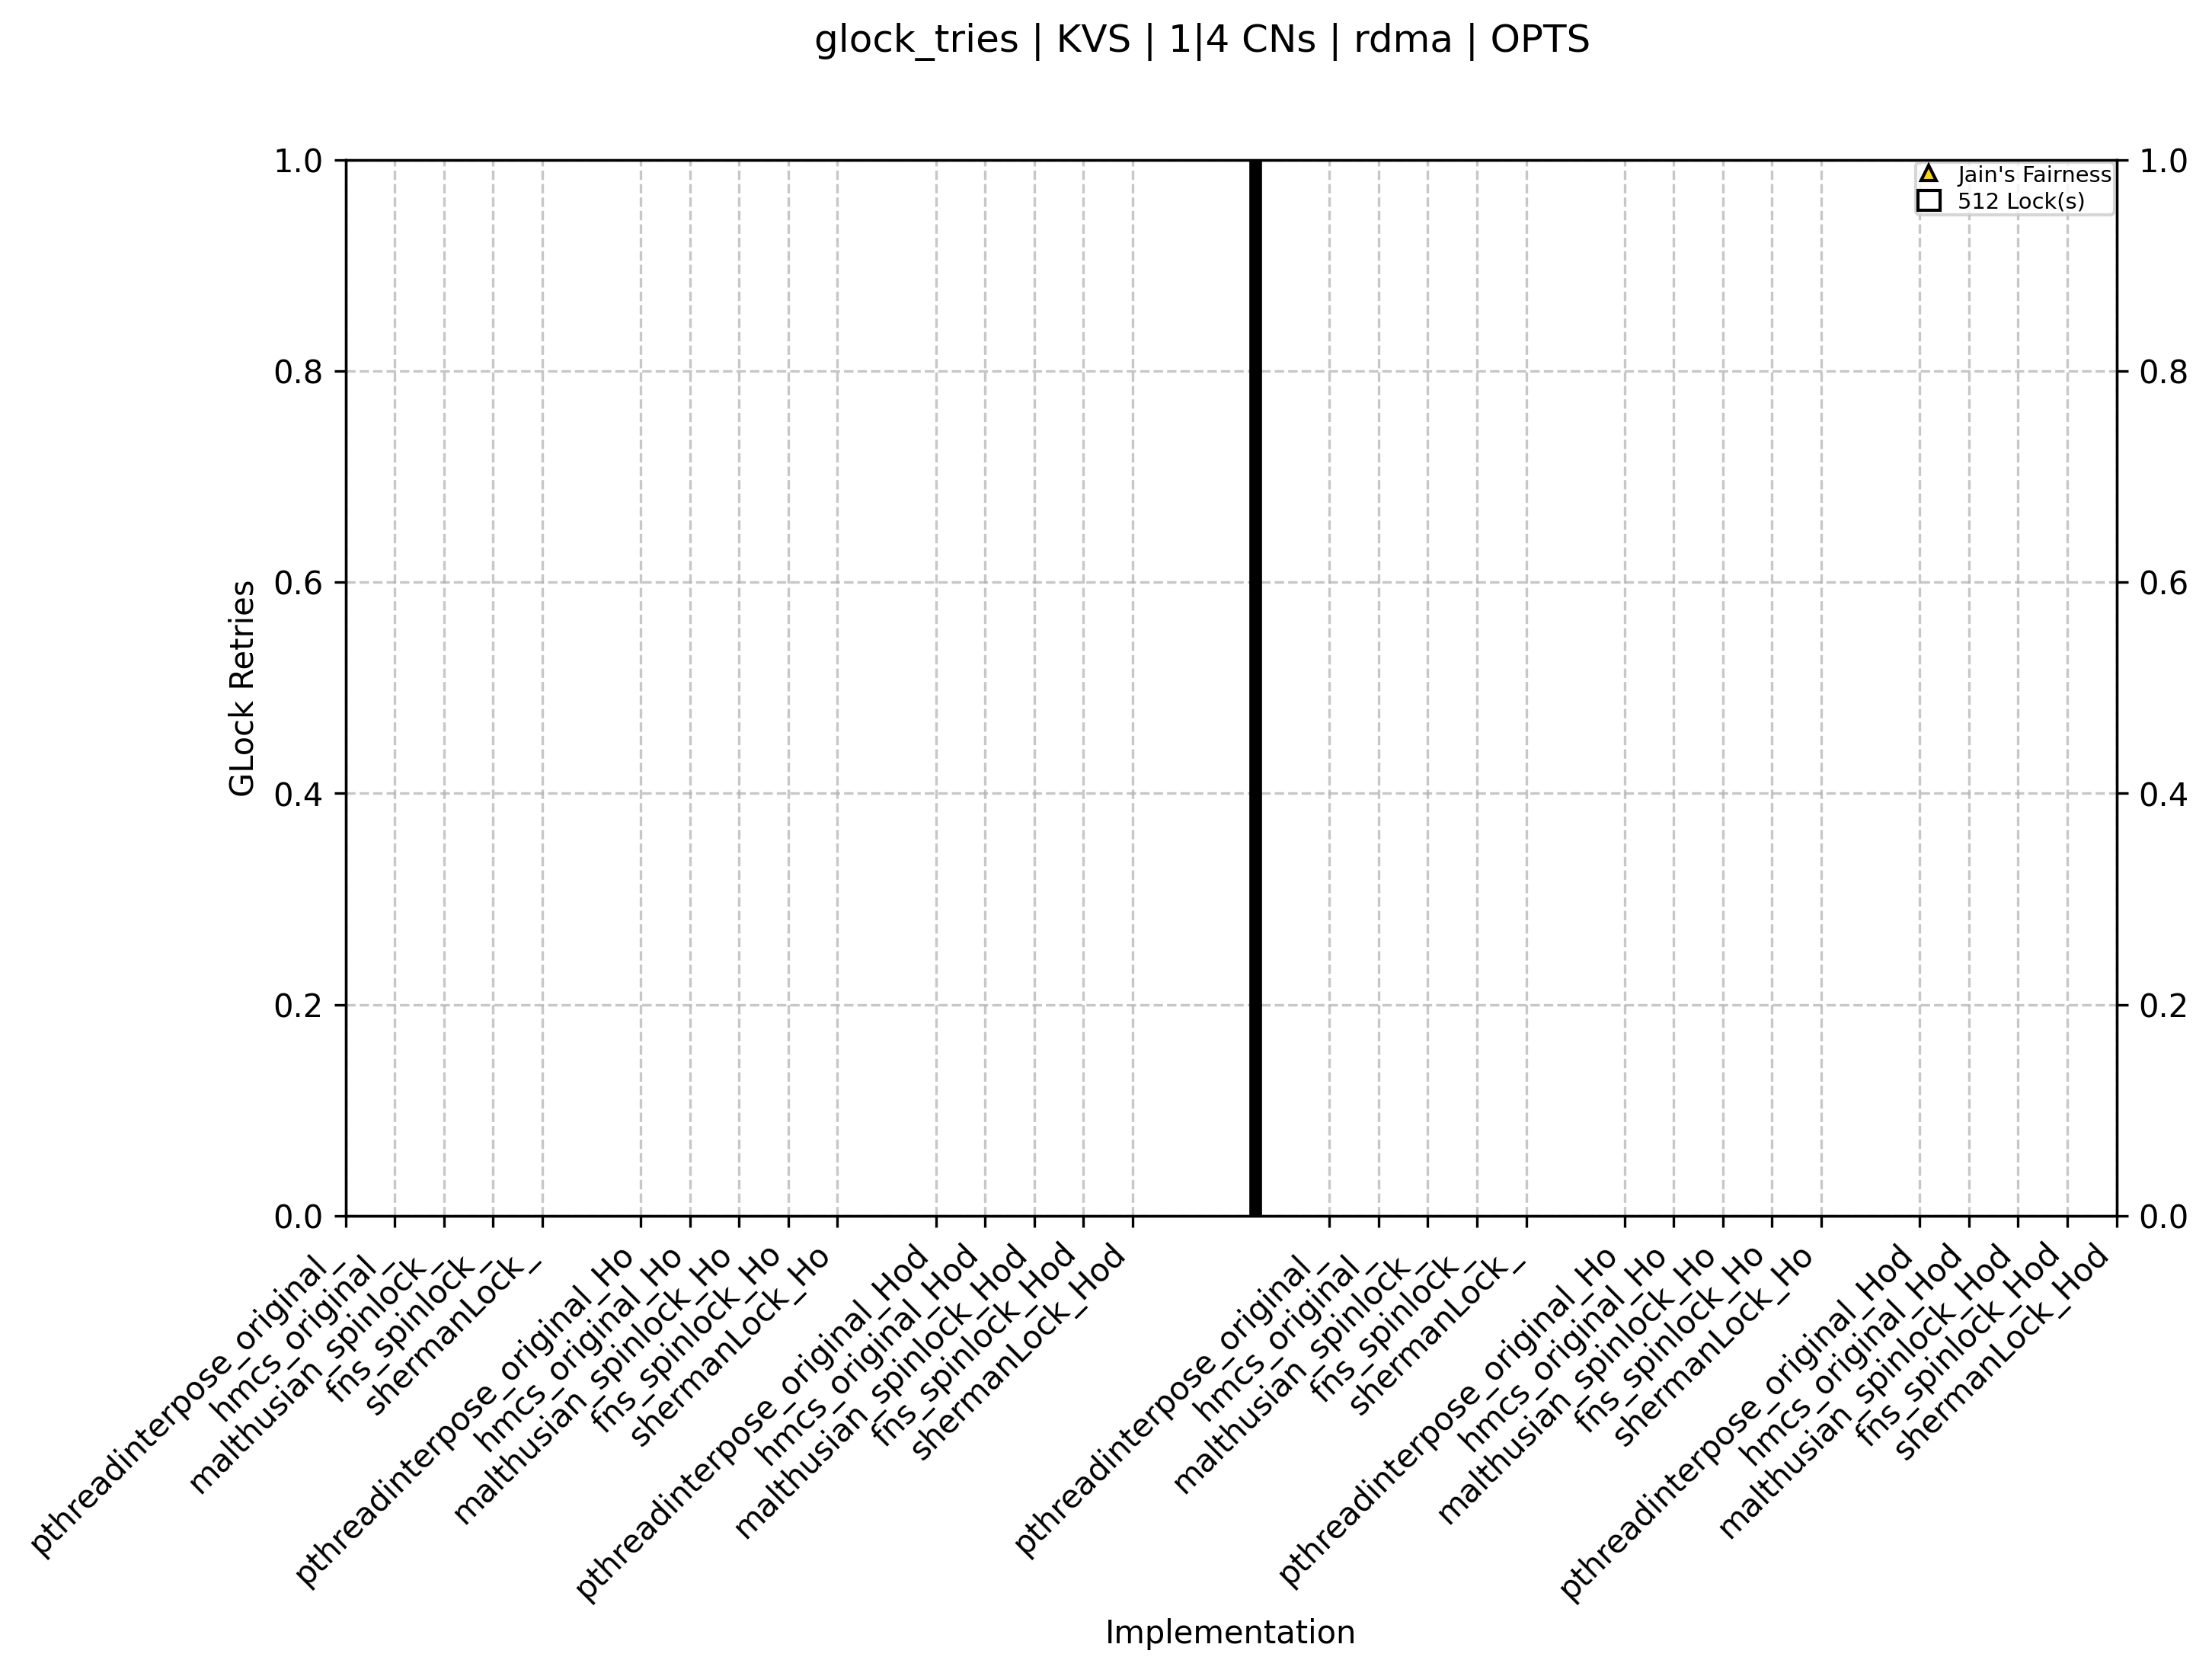 glock_tries | KVS | 1|4 CNs | rdma | OPTS
Jain's Fairness
512 Lock(s)
GLock Retries
1.0
0.8
0.6
0.4
0.2
0.0
1.0
0.8
0.6
0.4
0.2
0.0
pthreadinterpose_original_
hmcs_original_
malthusian_spinlock_
fns_spinlock_
shermanLock_
pthreadinterpose_original_Ho
hmcs_original_Ho
malthusian_spinlock_Ho
fns_spinlock_Ho
shermanLock_Ho
pthreadinterpose_original_Hod
hmcs_original_Hod
malthusian_spinlock_Hod
fns_spinlock_Hod
shermanLock_Hod
pthreadinterpose_original_
hmcs_original_
malthusian_spinlock_
fns_spinlock_
shermanLock_
pthreadinterpose_original_Ho
hmcs_original_Ho
malthusian_spinlock_Ho
fns_spinlock_Ho
shermanLock_Ho
pthreadinterpose_original_Hod
hmcs_original_Hod
malthusian_spinlock_Hod
fns_spinlock_Hod
shermanLock_Hod
Implementation